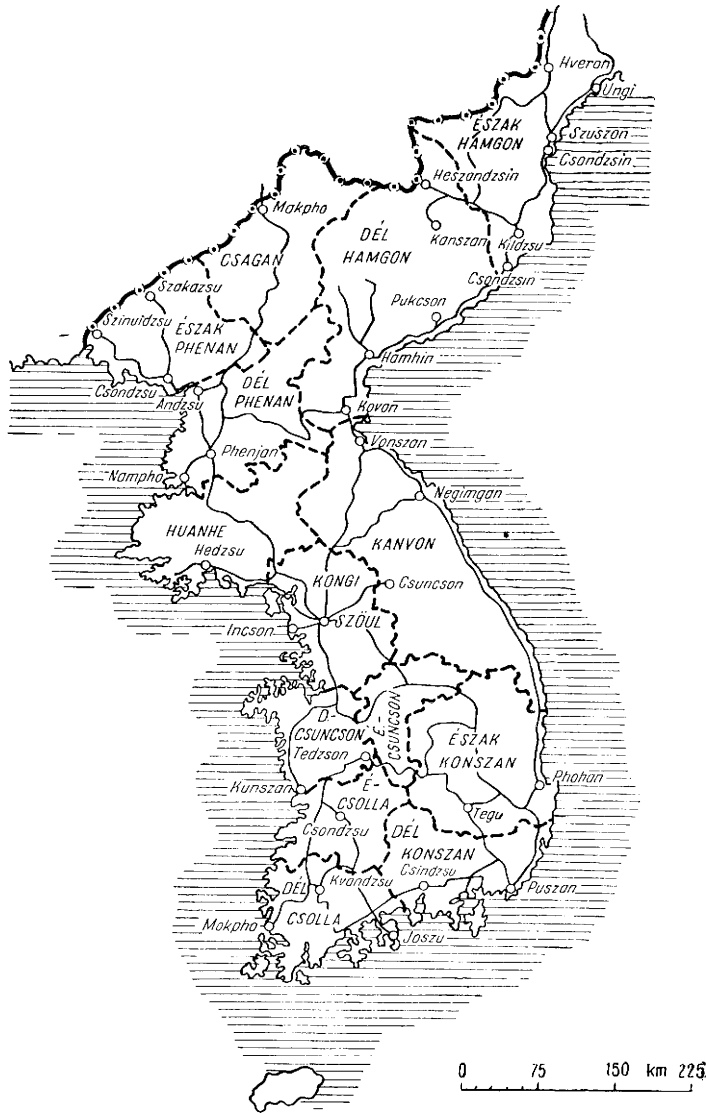 Hveron
Ungi
ÉSZAK
HAMGON
Szuszon
Csondzsin
Heszandzsin
Makpho
DÉL
HAMGON
Kanszan
Kildzsu
CSAGAN
Csondzsin
Szakazsu
Pukcson
Szinuidzsu
ÉSZAK
PHENAN
Hamhin
DÉL
PHENAN
Csondzsu
Andzsu
Kovon
Vonszan
Phenjan
Nampho
Negimgan
HUANHE
KANVON
Hedzsu
KONGI
Csuncson
SZÖUL
Incson
D.-
CSUNCSON
É.-
CSUNCSON
ÉSZAK
KONSZAN
Tedzson
Phohan
Kunszan
É-
CSOLLA
Tegu
Csondzsu
DÉL
KONSZAN
Csindzsu
DÉL
CSOLLA
Kvandzsu
Puszan
Mokpho
Joszu
0 75 150 km 225